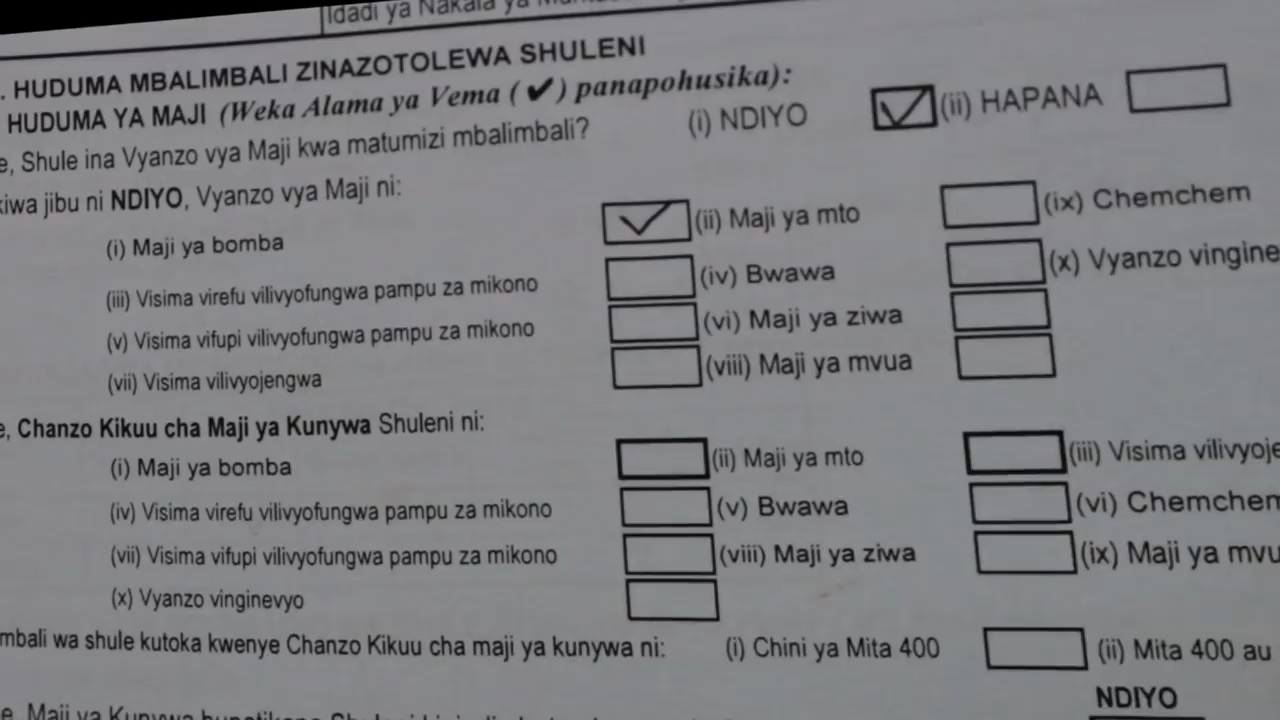 Idadi ya Nakala ya
. HUDUMA MBALIMBALI ZINAZOTOLEWA SHULENI
HUDUMA YA MAJI (Weka Alama ya Vema (✔) panapohusika):
e, Shule ina Vyanzo vya Maji kwa matumizi mbalimbali? (i) NDIYO ✓ (ii) HAPANA
kiwa jibu ni NDIYO, Vyanzo vya Maji ni:
(i) Maji ya bomba ✓ (ii) Maji ya mto (ix) Chemchem
(iii) Visima virefu vilivyofungwa pampu za mikono (iv) Bwawa (x) Vyanzo vingine
(v) Visima vifupi vilivyofungwa pampu za mikono (vi) Maji ya ziwa
(vii) Visima vilivyojengwa (viii) Maji ya mvua
e, Chanzo Kikuu cha Maji ya Kunywa Shuleni ni:
(i) Maji ya bomba (ii) Maji ya mto (iii) Visima vilivyoje
(iv) Visima virefu vilivyofungwa pampu za mikono (v) Bwawa (vi) Chemchem
(vii) Visima vifupi vilivyofungwa pampu za mikono (viii) Maji ya ziwa (ix) Maji ya mvu
(x) Vyanzo vinginevyo
mbali wa shule kutoka kwenye Chanzo Kikuu cha maji ya kunywa ni: (i) Chini ya Mita 400 (ii) Mita 400 au
NDIYO
e, Maji ya Kunywa